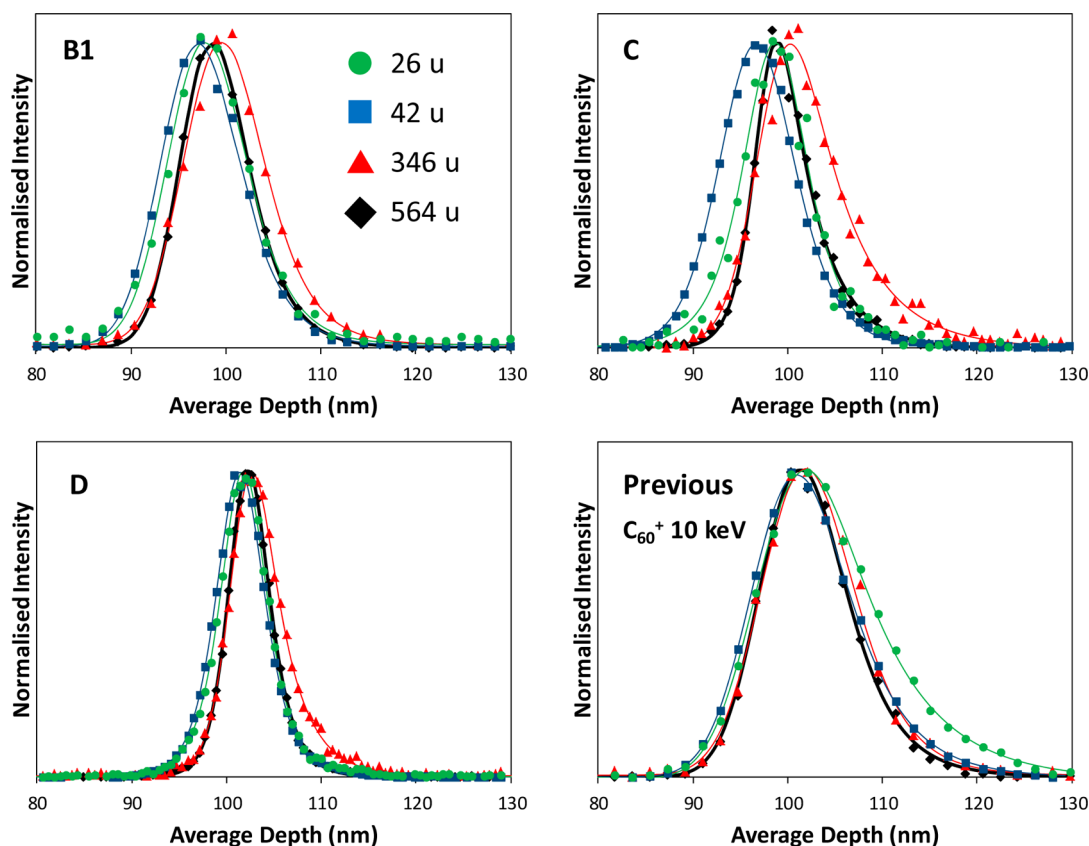 B1
26 u
42 u
346 u
564 u
Normalised Intensity
80 90 100 110 120 130
Average Depth (nm)
C
Normalised Intensity
80 90 100 110 120 130
Average Depth (nm)
D
Normalised Intensity
80 90 100 110 120 130
Average Depth (nm)
Previous
C₆₀⁺ 10 keV
Normalised Intensity
80 90 100 110 120 130
Average Depth (nm)